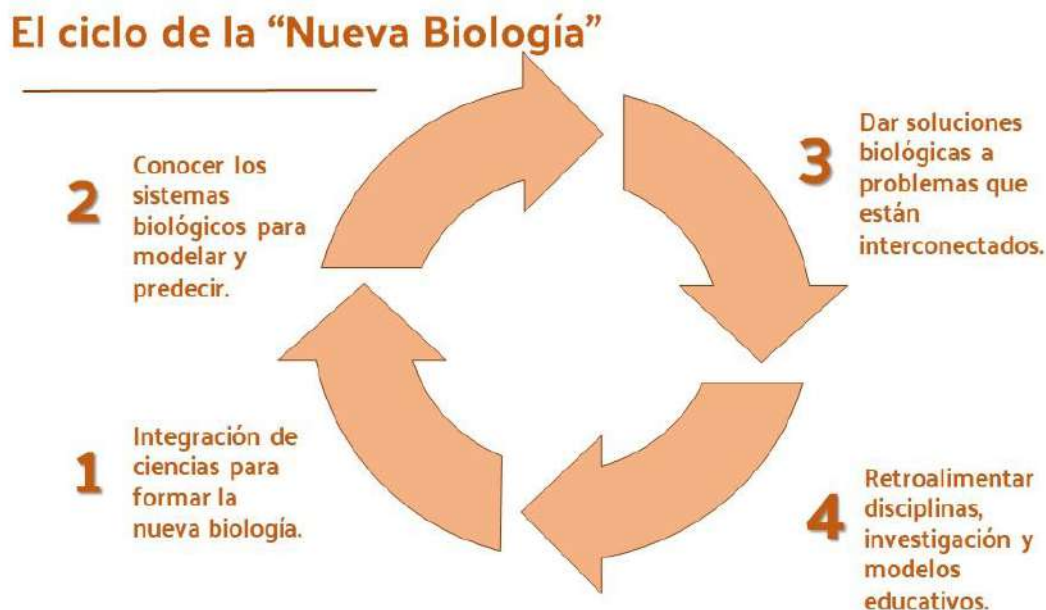 El ciclo de la “Nueva Biología”
1
Integración de
ciencias para
formar la
nueva biología.
2
Conocer los
sistemas
biológicos para
modelar y
predecir.
3
Dar soluciones
biológicas a
problemas que
están
interconectados.
4
Retroalimentar
disciplinas,
investigación y
modelos
educativos.